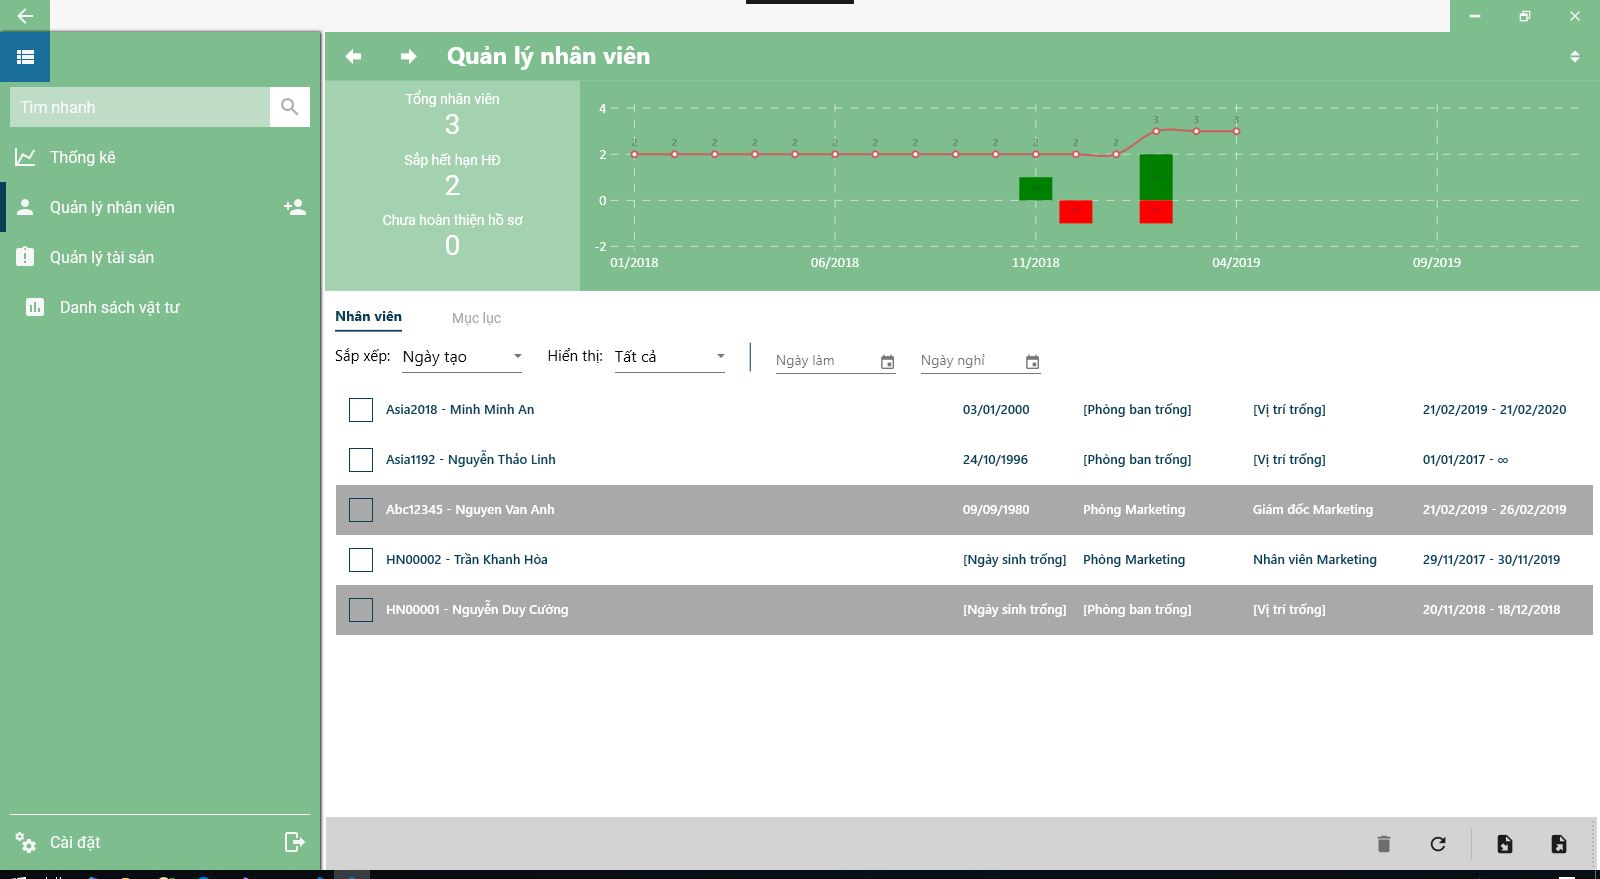 Quản lý nhân viên
Tìm nhanh
Thống kê
Quản lý nhân viên
Quản lý tài sản
Danh sách vật tư
Cài đặt
Tổng nhân viên
3
Sắp hết hạn HĐ
2
Chưa hoàn thiện hồ sơ
0
4
2
0
-2
2 2 2 2 2 2 2 2 2 2 2 2 2 3 3 3
01/2018 06/2018 11/2018 04/2019 09/2019
Nhân viên Mục lục
Sắp xếp: Ngày tạo Hiển thị: Tất cả Ngày làm Ngày nghỉ
Asia2018 - Minh Minh An 03/01/2000 [Phòng ban trống] [Vị trí trống] 21/02/2019 - 21/02/2020
Asia1192 - Nguyễn Thảo Linh 24/10/1996 [Phòng ban trống] [Vị trí trống] 01/01/2017 - ∞
Abc12345 - Nguyen Van Anh 09/09/1980 Phòng Marketing Giám đốc Marketing 21/02/2019 - 26/02/2019
HN00002 - Trần Khanh Hòa [Ngày sinh trống] Phòng Marketing Nhân viên Marketing 29/11/2017 - 30/11/2019
HN00001 - Nguyễn Duy Cường [Ngày sinh trống] [Phòng ban trống] [Vị trí trống] 20/11/2018 - 18/12/2018